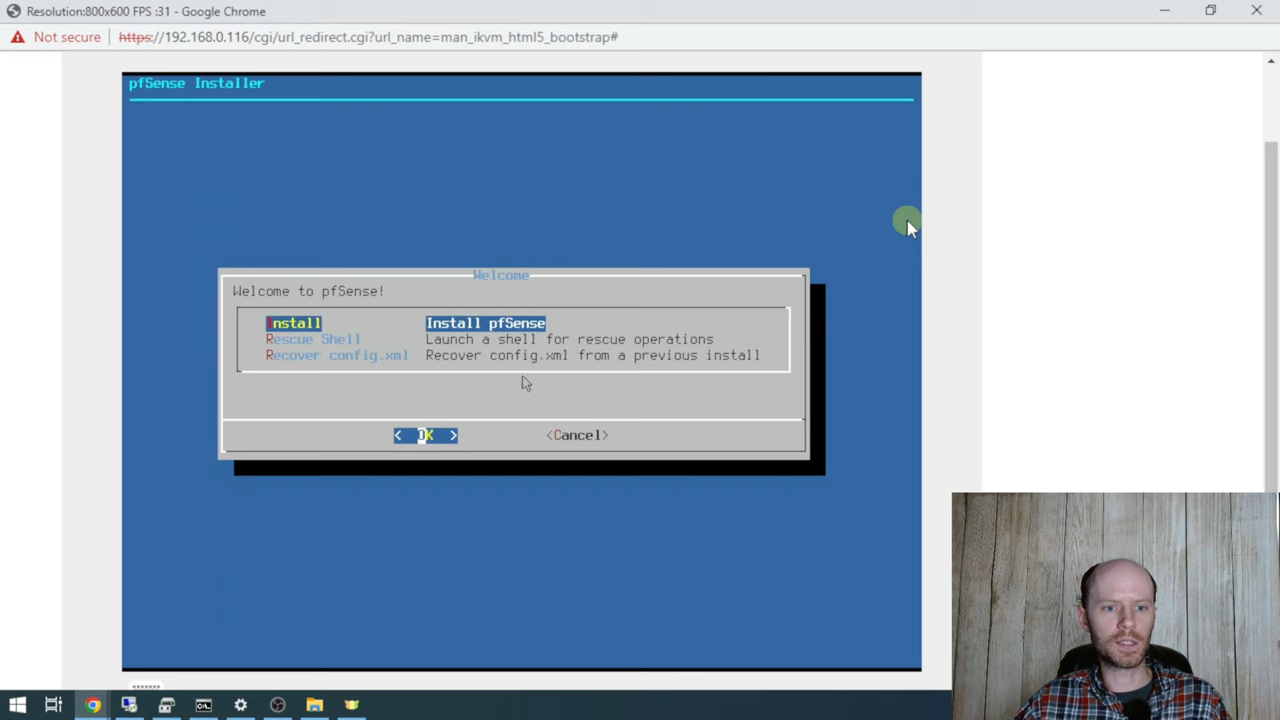 Resolution:800x600 FPS :31 - Google Chrome
Not secure https://192.168.0.116/cgi/url_redirect.cgi?url_name=man_ikvm_html5_bootstrap#
pfSense Installer
Welcome
Welcome to pfSense!
Install Install pfSense
Rescue Shell Launch a shell for rescue operations
Recover config.xml Recover config.xml from a previous install
< OK > <Cancel>